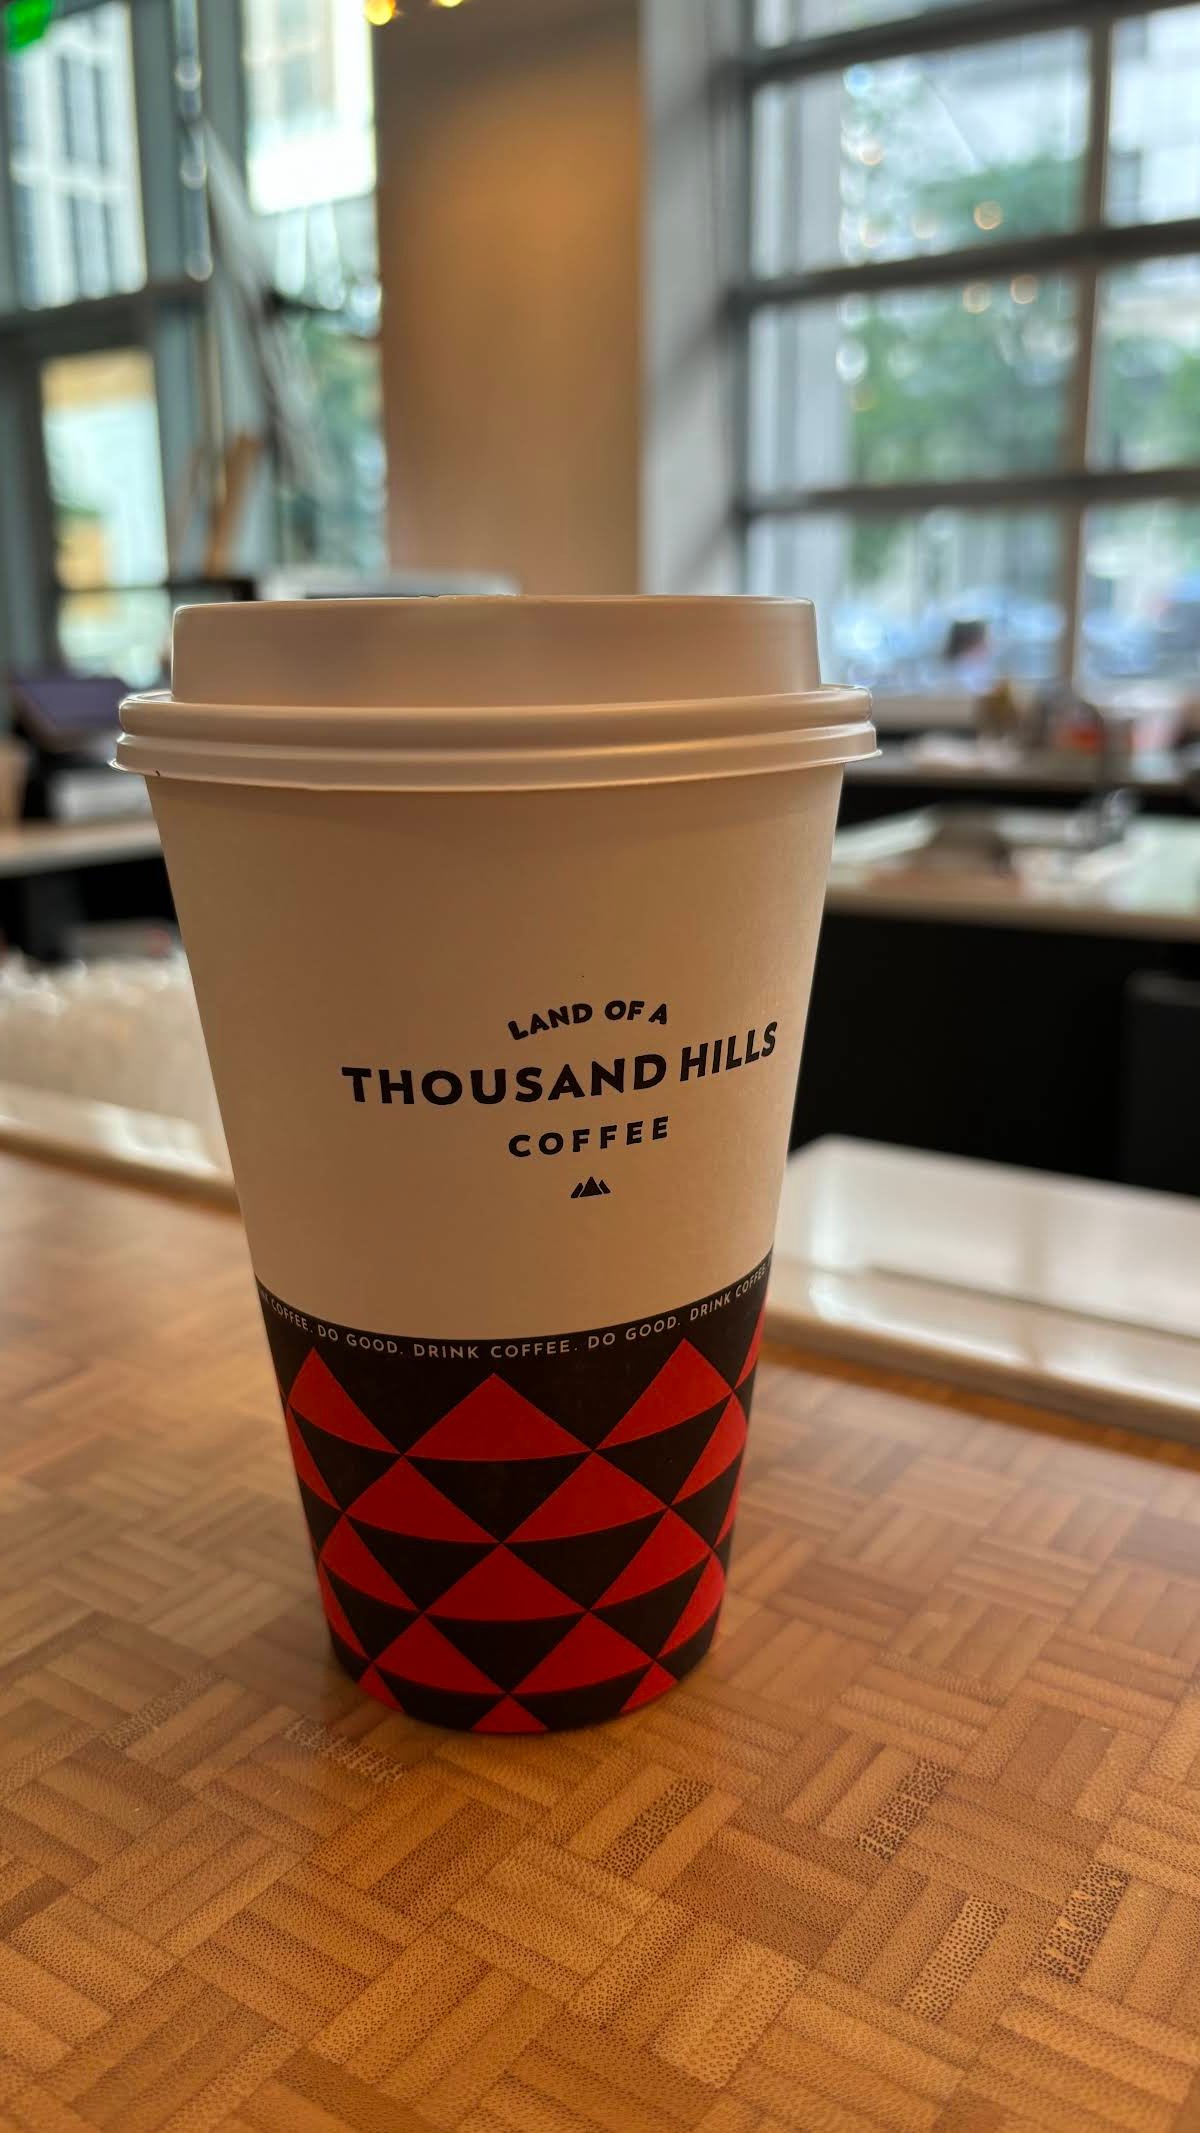 LAND OF A
THOUSAND HILLS
COFFEE
COFFEE. DO GOOD. DRINK COFFEE. DO GOOD. DRINK COFFEE.